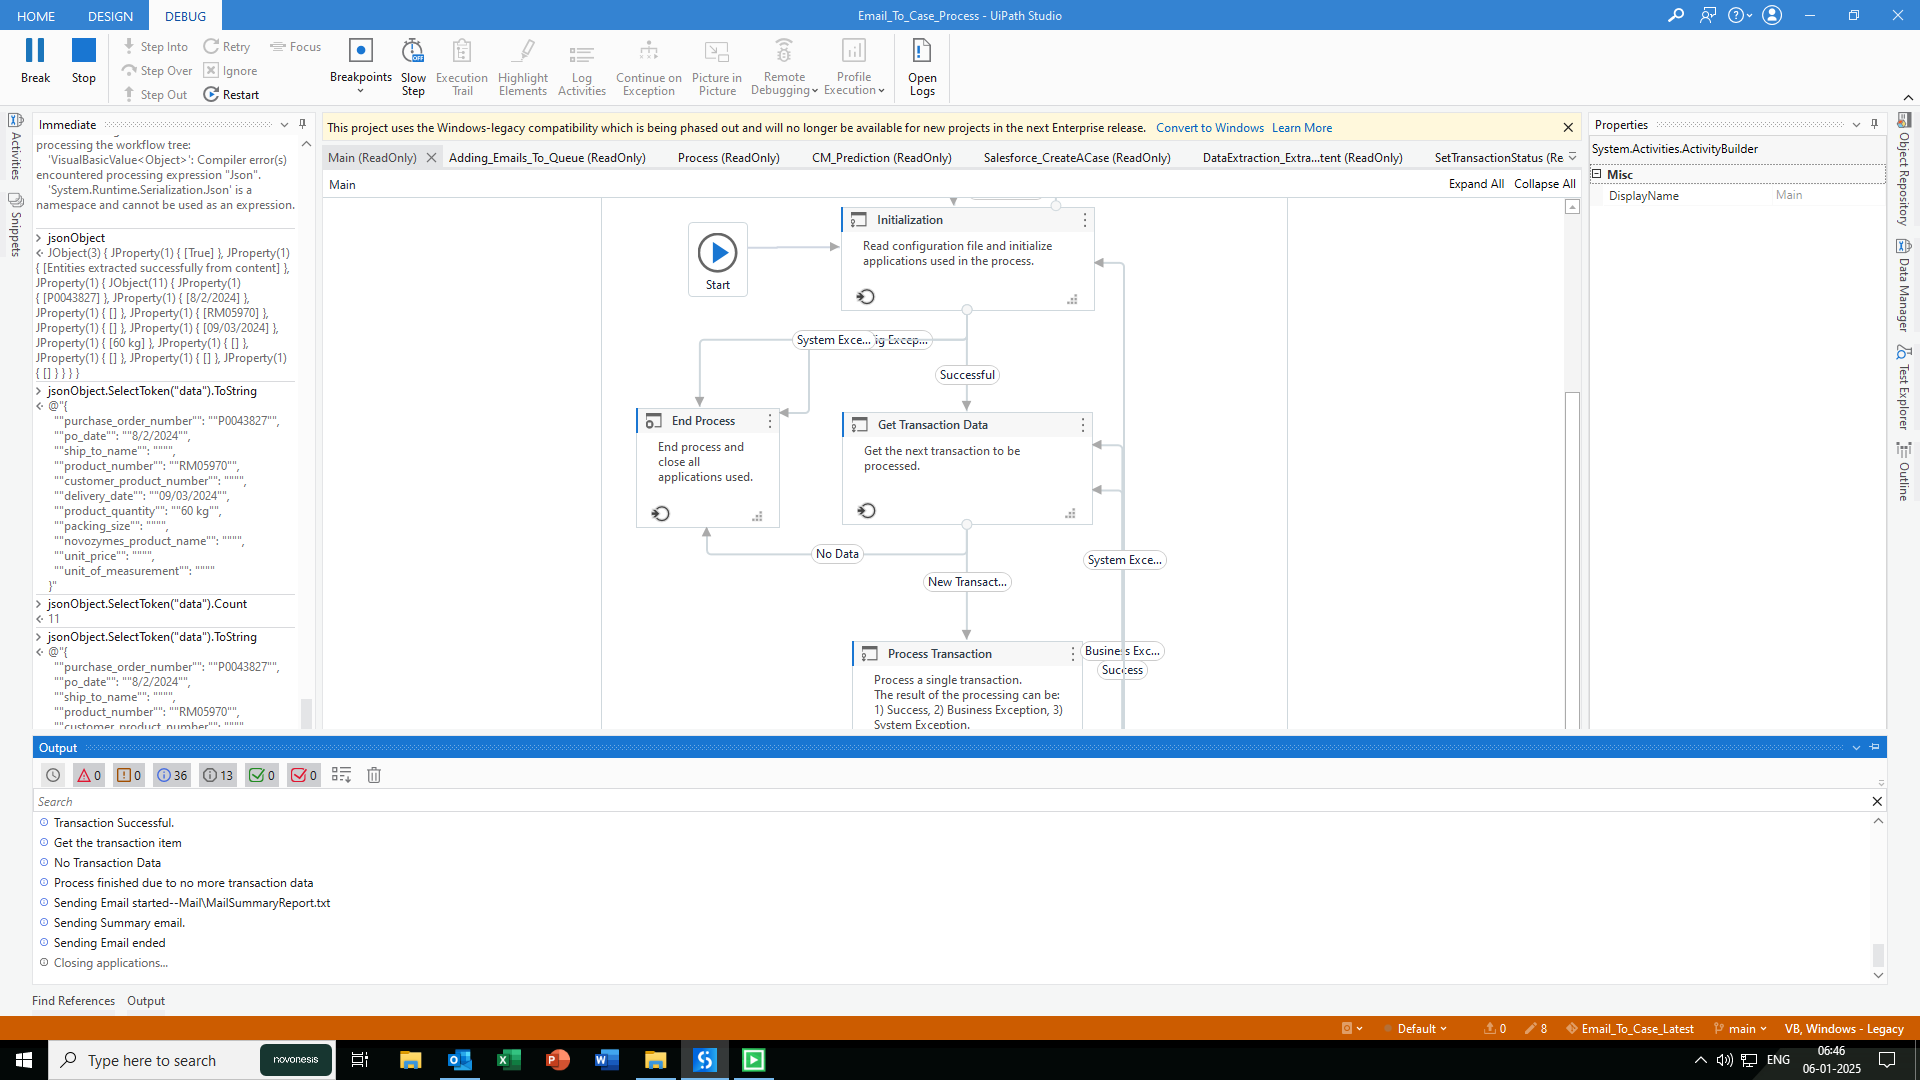 HOME
DESIGN
DEBUG
Email_To_Case_Process - UiPath Studio
Break
Stop
Step Into
Step Over
Step Out
Retry
Ignore
Restart
Focus
Breakpoints
Slow Step
Execution Trail
Highlight Elements
Log Activities
Continue on Exception
Picture in Picture
Remote Debugging
Profile Execution
Open Logs
Activities
Snippets
Immediate
processing the workflow tree:
'VisualBasicValue<Object>': Compiler error(s)
encountered processing expression "Json".
'System.Runtime.Serialization.Json' is a
namespace and cannot be used as an expression.
jsonObject
JObject(3) { JProperty(1) { [True] }, JProperty(1)
{ [Entities extracted successfully from content] },
JProperty(1) { JObject(11) { JProperty(1)
{ [P0043827] }, JProperty(1) { [8/2/2024] },
JProperty(1) { [] }, JProperty(1) { [RM05970] },
JProperty(1) { [] }, JProperty(1) { [09/03/2024] },
JProperty(1) { [60 kg] }, JProperty(1) { [] },
JProperty(1) { [] }, JProperty(1) { [] }, JProperty(1)
{ [] } } } }
jsonObject.SelectToken("data").ToString
@"{
""purchase_order_number"": ""P0043827"",
""po_date"": ""8/2/2024"",
""ship_to_name"": """",
""product_number"": ""RM05970"",
""customer_product_number"": """",
""delivery_date"": ""09/03/2024"",
""product_quantity"": ""60 kg"",
""packing_size"": """",
""novozymes_product_name"": """",
""unit_price"": """",
""unit_of_measurement"": """"
}"
jsonObject.SelectToken("data").Count
11
jsonObject.SelectToken("data").ToString
@"{
""purchase_order_number"": ""P0043827"",
""po_date"": ""8/2/2024"",
""ship_to_name"": """",
""product_number"": ""RM05970"",
""customer_product_number"": """",
This project uses the Windows-legacy compatibility which is being phased out and will no longer be available for new projects in the next Enterprise release. Convert to Windows Learn More
Main (ReadOnly)
Adding_Emails_To_Queue (ReadOnly)
Process (ReadOnly)
CM_Prediction (ReadOnly)
Salesforce_CreateACase (ReadOnly)
DataExtraction_Extra...tent (ReadOnly)
SetTransactionStatus (Re
Main
Expand All
Collapse All
Start
Initialization
Read configuration file and initialize
applications used in the process.
System Exce...
ig Excep...
Successful
End Process
End process and
close all
applications used.
Get Transaction Data
Get the next transaction to be
processed.
No Data
New Transact...
System Exce...
Business Exc...
Success
Process Transaction
Process a single transaction.
The result of the processing can be:
1) Success, 2) Business Exception, 3)
System Exception.
Properties
System.Activities.ActivityBuilder
Misc
DisplayName Main
Object Repository
Data Manager
Test Explorer
Outline
Output
0
0
36
13
0
0
Search
Transaction Successful.
Get the transaction item
No Transaction Data
Process finished due to no more transaction data
Sending Email started--Mail\MailSummaryReport.txt
Sending Summary email.
Sending Email ended
Closing applications...
Find References
Output
Default
0
8
Email_To_Case_Latest
main
VB, Windows - Legacy
Type here to search
novonesis
ENG
06:46
06-01-2025